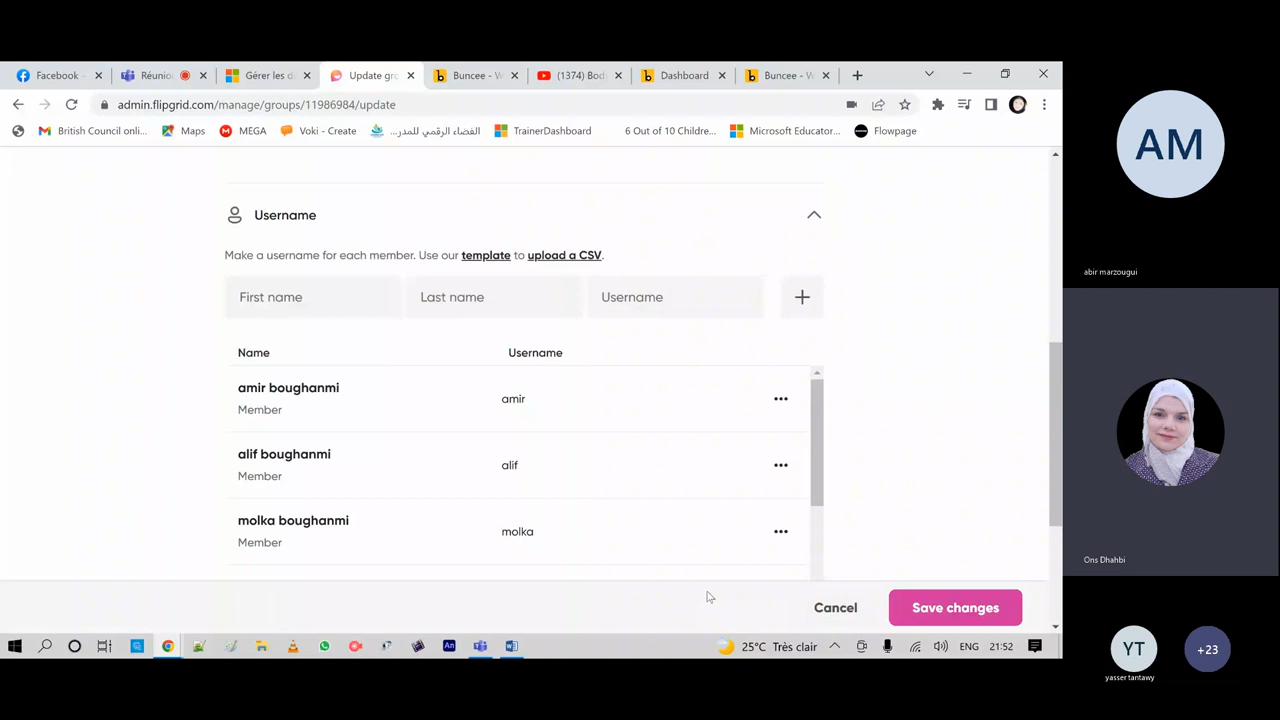 Facebook
Réunio
Gérer les d
Update gro
Buncee - W
(1374) Bod
Dashboard
Buncee - W
admin.flipgrid.com/manage/groups/11986984/update
British Council onli...
Maps
MEGA
Voki - Create
الفضاء الرقمي للمدر...
TrainerDashboard
6 Out of 10 Childre...
Microsoft Educator...
Flowpage
Username
Make a username for each member. Use our template to upload a CSV.
First name
Last name
Username
Name
Username
amir boughanmi
Member
amir
alif boughanmi
Member
alif
molka boughanmi
Member
molka
Cancel
Save changes
25°C Très clair
ENG
21:52
AM
abir marzougui
Ons Dhahbi
YT
yasser tantawy
+23